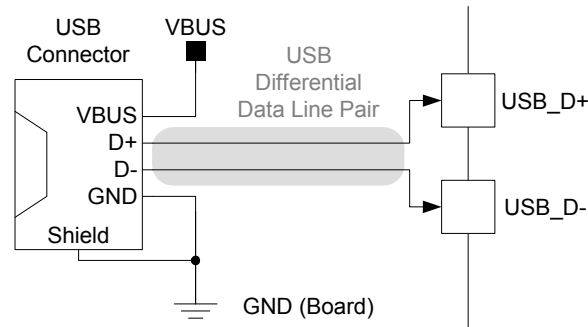 USB
Connector
VBUS
USB
Differential
Data Line Pair
VBUS
D+
D-
GND
Shield
USB_D+
USB_D-
GND (Board)